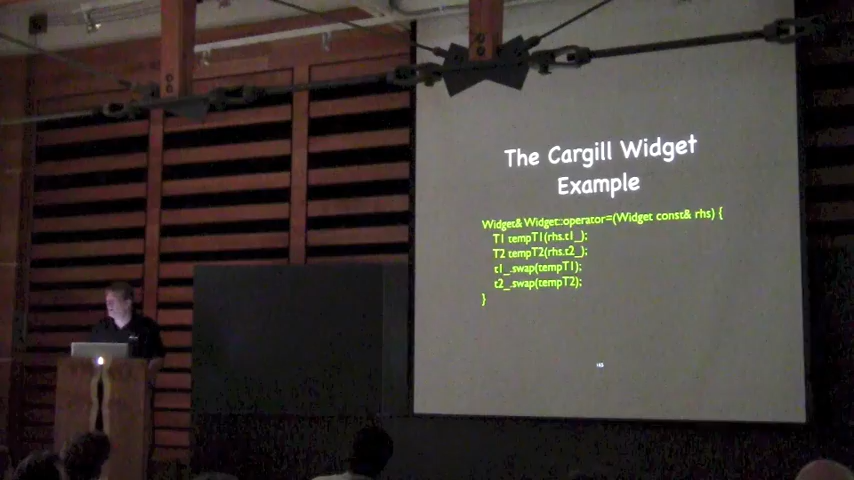 The Cargill Widget
Example
Widget& Widget::operator=(Widget const& rhs) {
T1 tempT1(rhs.t1_);
T2 tempT2(rhs.t2_);
t1_.swap(tempT1);
t2_.swap(tempT2);
}